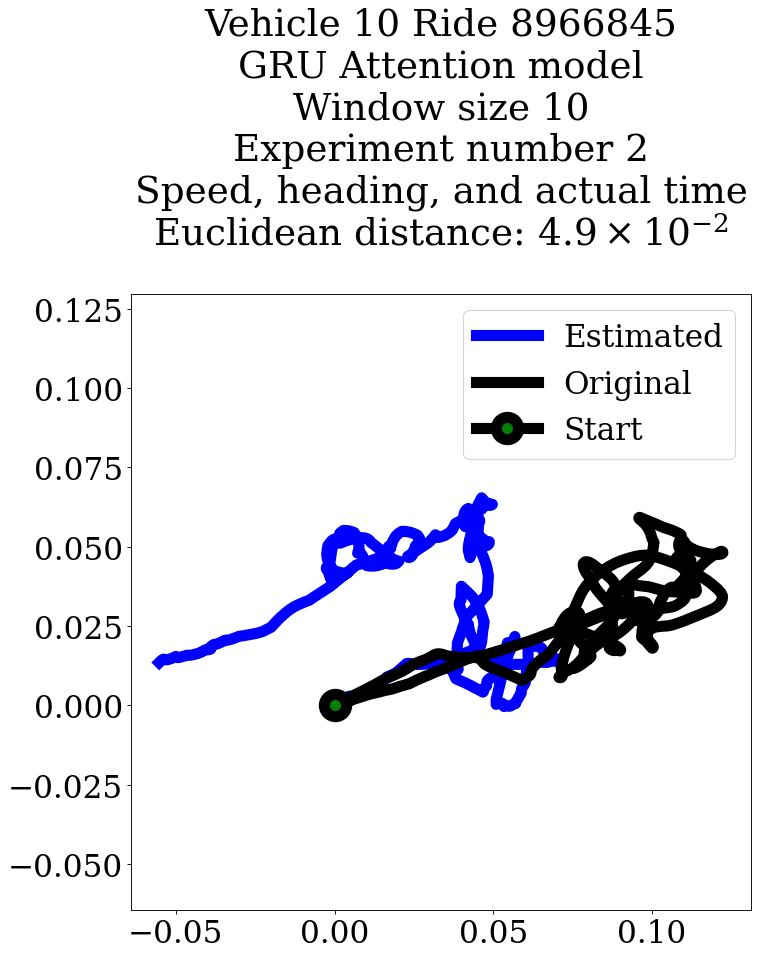 Vehicle 10 Ride 8966845
GRU Attention model
Window size 10
Experiment number 2
Speed, heading, and actual time
Euclidean distance: 4.9 × 10⁻²
Estimated
Original
Start
0.125
0.100
0.075
0.050
0.025
0.000
−0.025
−0.050
−0.05
0.00
0.05
0.10